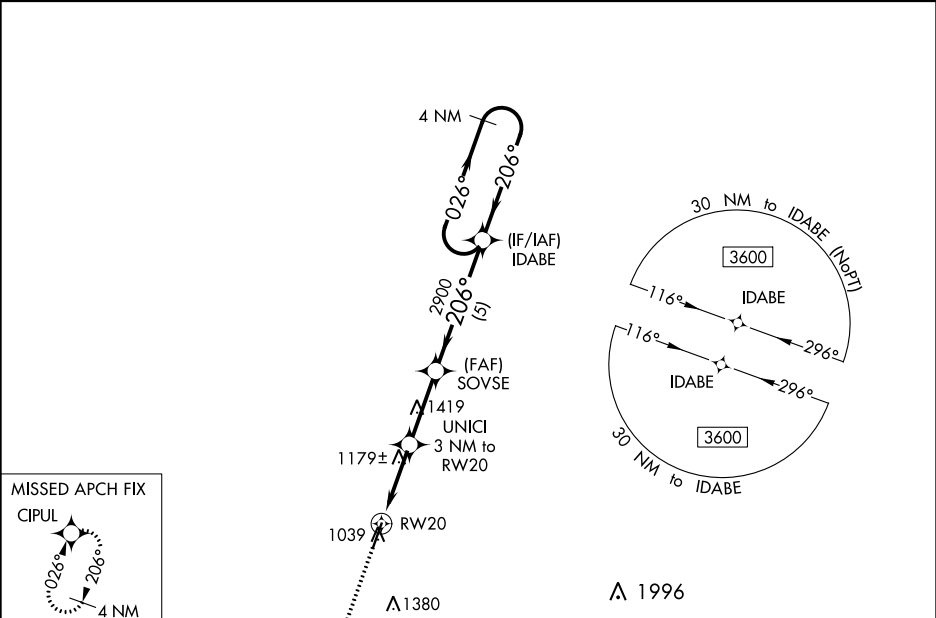 4 NM
026°
206°
(IF/IAF)
IDABE
2900
206°
(5)
(FAF)
SOVSE
1419
UNICI
3 NM to
RW20
1179±
RW20
1039
1380
1996
30 NM to IDABE (NoPT)
3600
116°
IDABE
296°
116°
IDABE
296°
3600
30 NM to IDABE
MISSED APCH FIX
CIPUL
026°
206°
4 NM